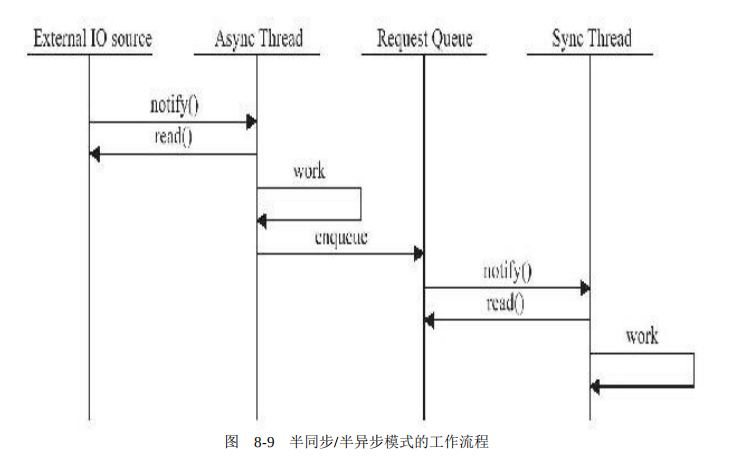 External IO source Async Thread Request Queue Sync Thread
notify()
read()
work
enqueue
notify()
read()
work
图 8-9 半同步/半异步模式的工作流程